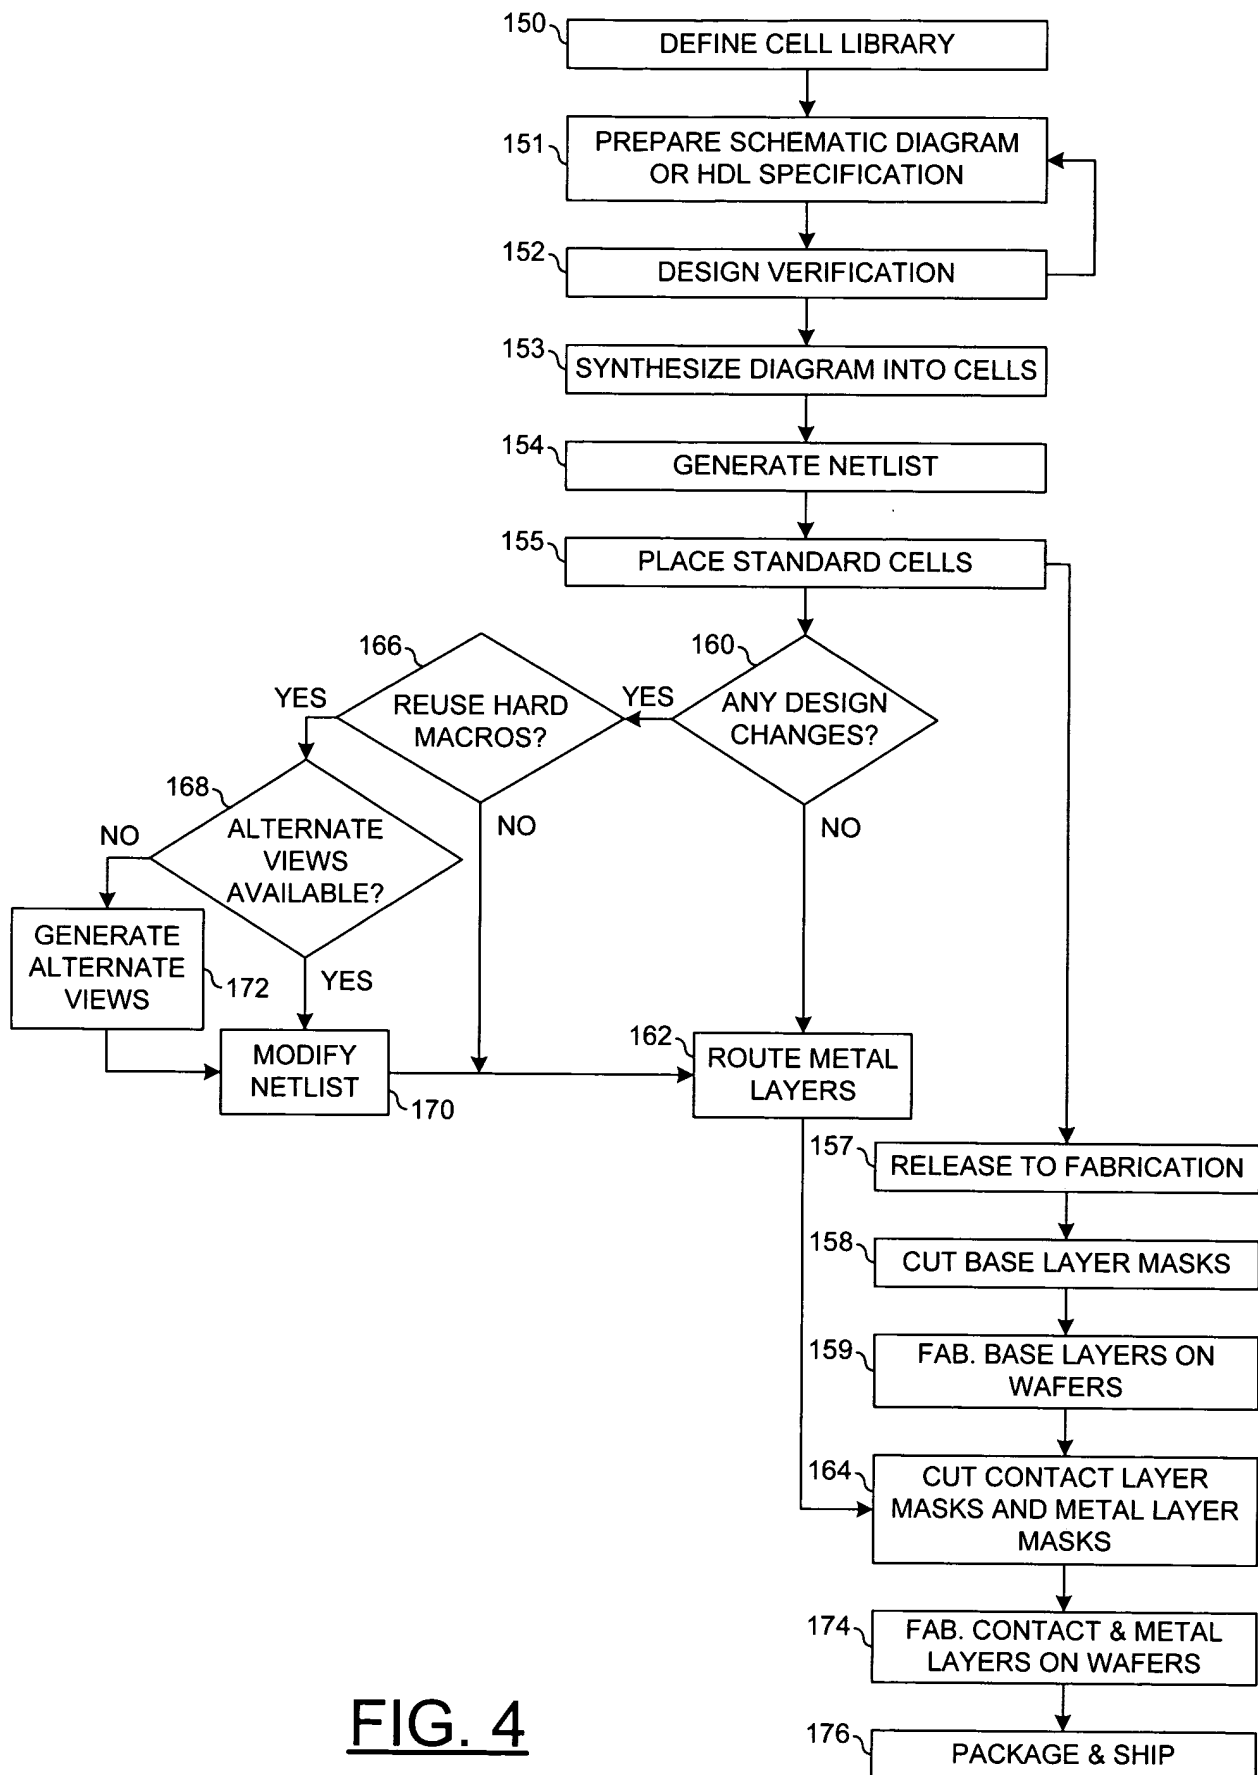 150
DEFINE CELL LIBRARY
151
PREPARE SCHEMATIC DIAGRAM
OR HDL SPECIFICATION
152
DESIGN VERIFICATION
153
SYNTHESIZE DIAGRAM INTO CELLS
154
GENERATE NETLIST
155
PLACE STANDARD CELLS
160
ANY DESIGN
CHANGES?
YES
NO
166
REUSE HARD
MACROS?
YES
NO
168
ALTERNATE
VIEWS
AVAILABLE?
NO
YES
GENERATE
ALTERNATE
VIEWS
172
MODIFY
NETLIST
170
162
ROUTE METAL
LAYERS
157
RELEASE TO FABRICATION
158
CUT BASE LAYER MASKS
159
FAB. BASE LAYERS ON
WAFERS
164
CUT CONTACT LAYER
MASKS AND METAL LAYER
MASKS
174
FAB. CONTACT & METAL
LAYERS ON WAFERS
176
PACKAGE & SHIP
FIG. 4